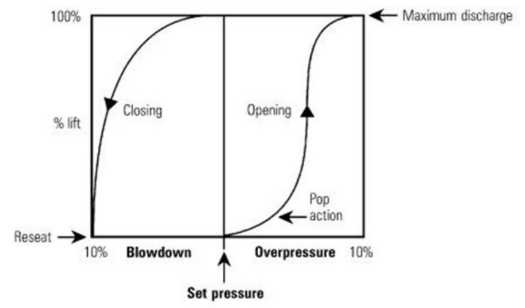 100%
Maximum discharge
Closing
Opening
% lift
Pop
action
Reseat
10%
Blowdown
Overpressure
10%
Set pressure